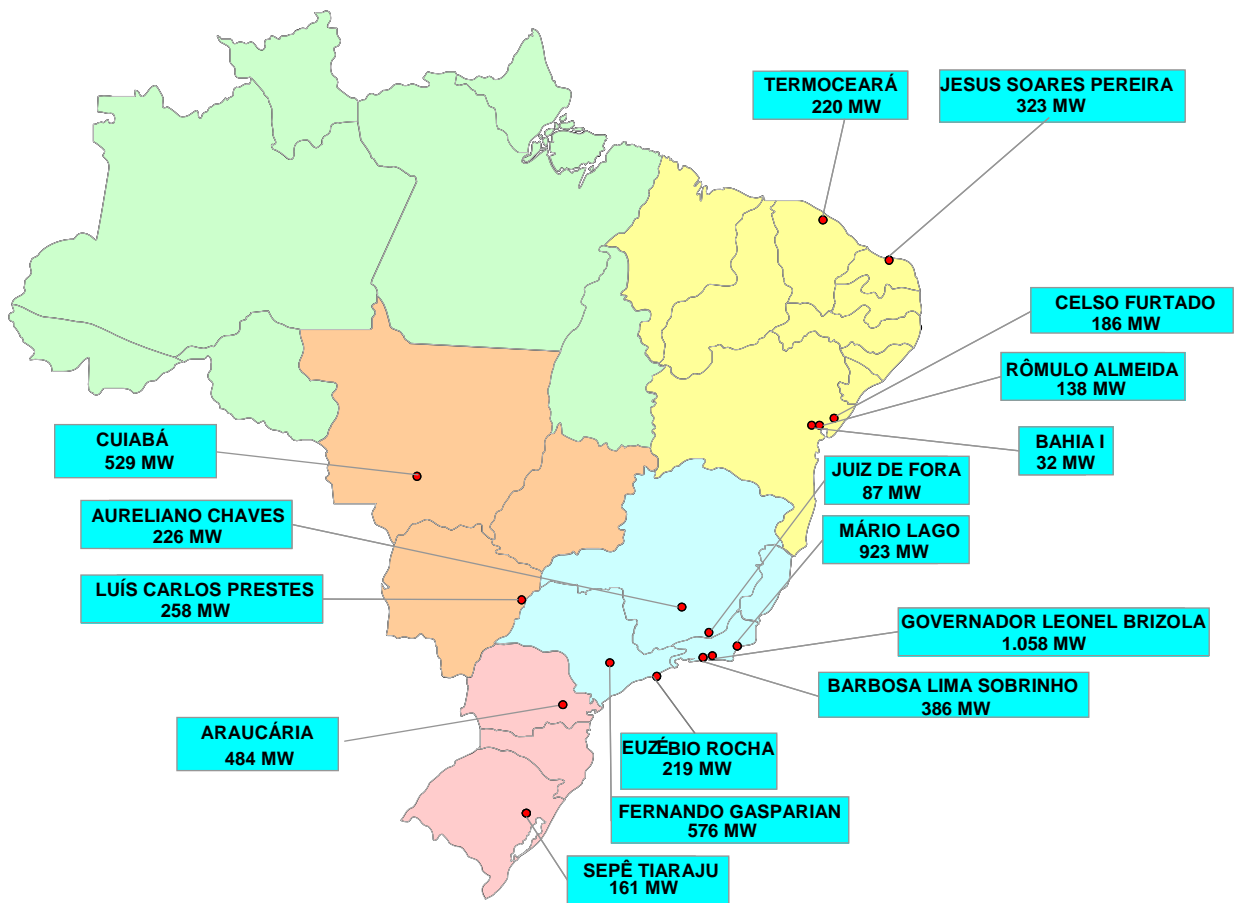 TERMOCEARÁ
220 MW
JESUS SOARES PEREIRA
323 MW
CELSO FURTADO
186 MW
RÔMULO ALMEIDA
138 MW
BAHIA I
32 MW
CUIABÁ
529 MW
JUIZ DE FORA
87 MW
AURELIANO CHAVES
226 MW
MÁRIO LAGO
923 MW
LUÍS CARLOS PRESTES
258 MW
GOVERNADOR LEONEL BRIZOLA
1.058 MW
BARBOSA LIMA SOBRINHO
386 MW
ARAUCÁRIA
484 MW
EUZÉBIO ROCHA
219 MW
FERNANDO GASPARIAN
576 MW
SEPÊ TIARAJU
161 MW